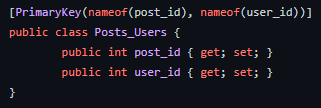 [PrimaryKey(nameof(post_id), nameof(user_id))]
public class Posts_Users {
public int post_id { get; set; }
public int user_id { get; set; }
}